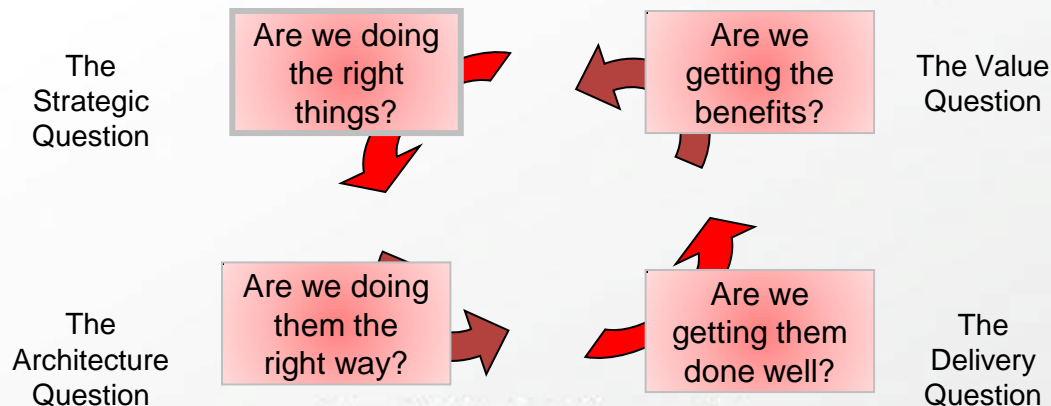 The
Strategic
Question
Are we doing
the right
things?
Are we
getting the
benefits?
The Value
Question
The
Architecture
Question
Are we doing
them the
right way?
Are we
getting them
done well?
The
Delivery
Question